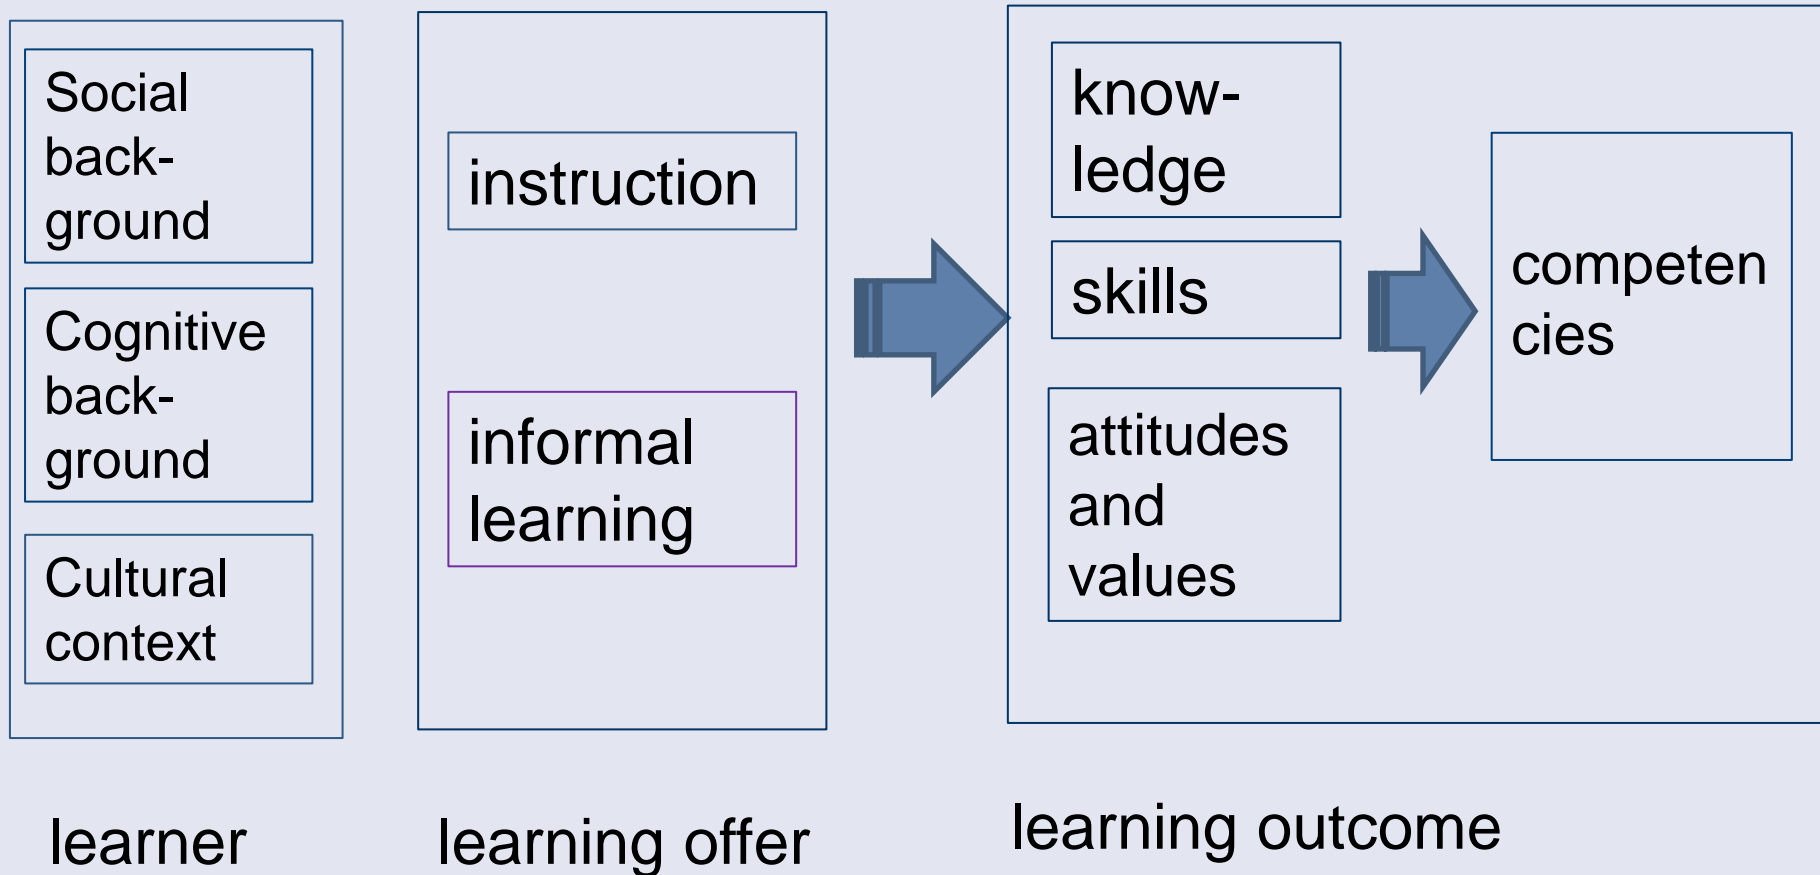 Social
back-
ground
Cognitive
back-
ground
Cultural
context
learner
instruction
informal
learning
learning offer
know-
ledge
skills
attitudes
and
values
competen
cies
learning outcome